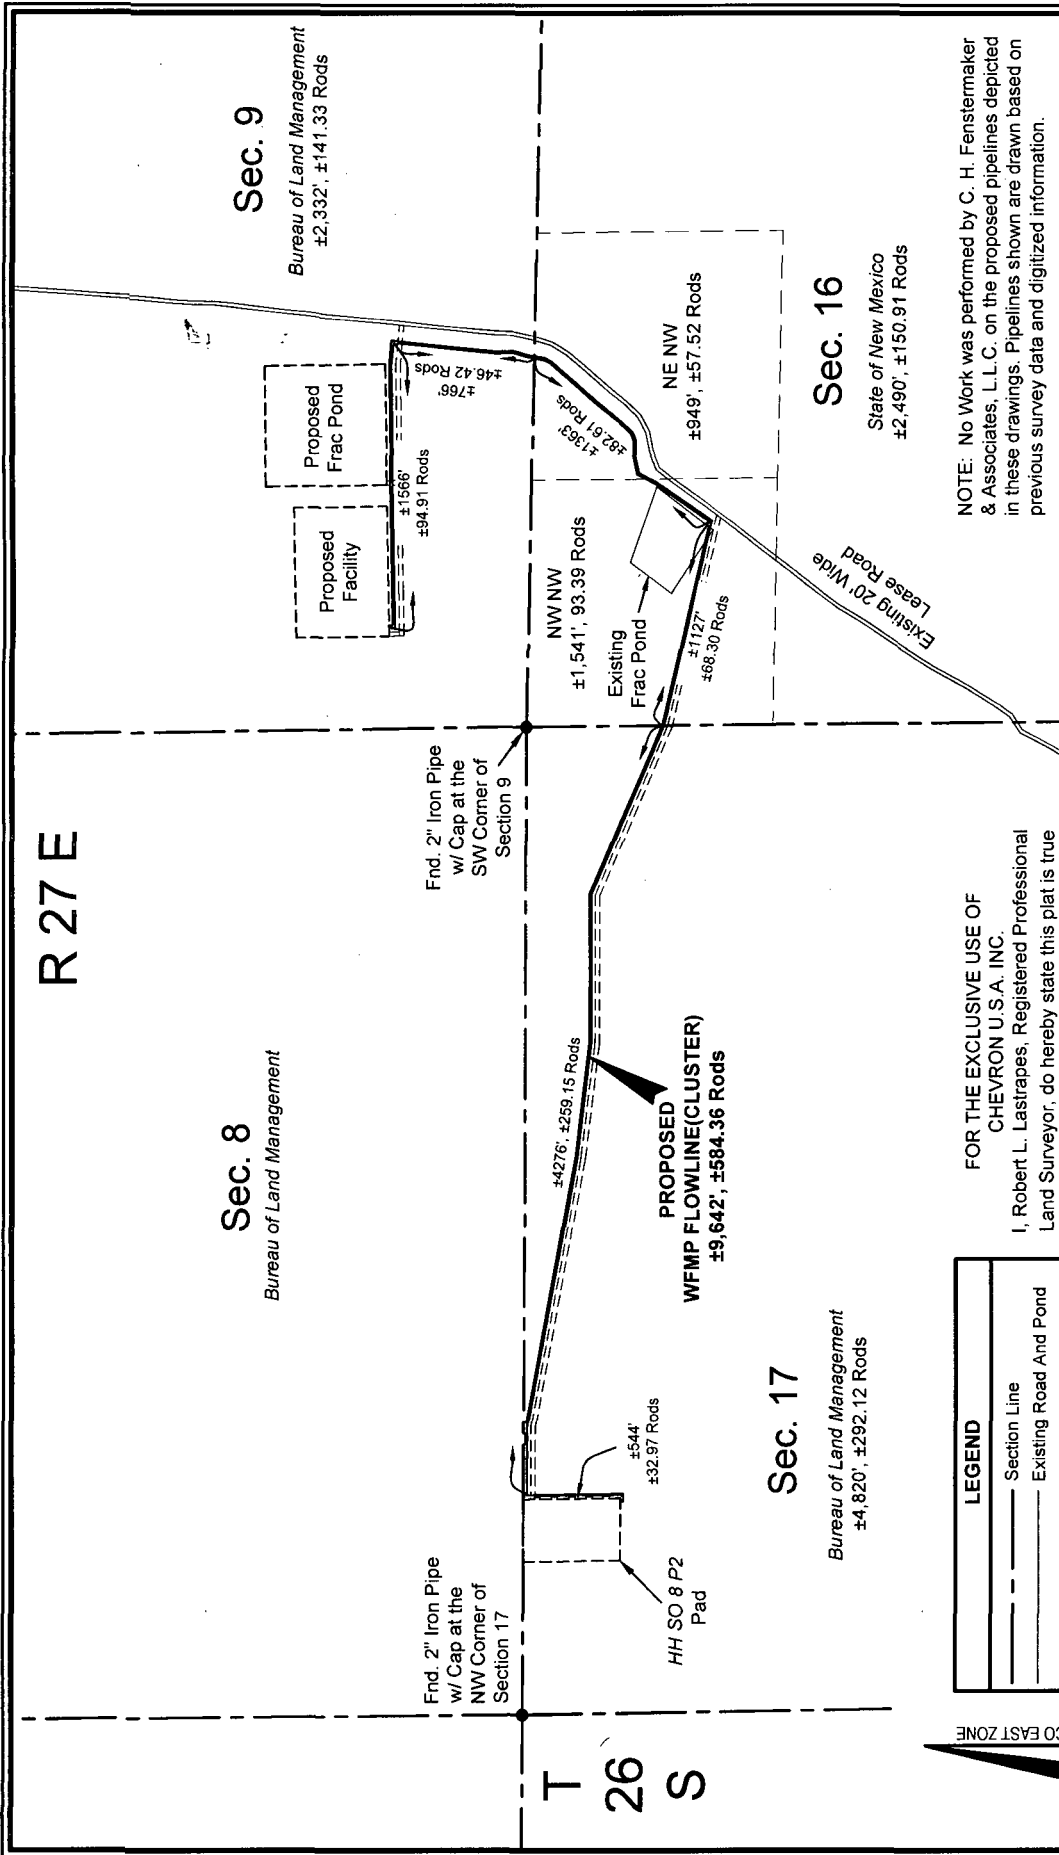 R 27 E
Sec. 8
Bureau of Land Management
Sec. 9
Bureau of Land Management
±2,332', ±141.33 Rods
Proposed
Facility
Proposed
Frac Pond
±1566'
±94.91 Rods
±766'
±46.42 Rods
Fnd. 2" Iron Pipe
w/ Cap at the
NW Corner of
Section 17
Fnd. 2" Iron Pipe
w/ Cap at the
SW Corner of
Section 9
NW NW
±1,541', 93.39 Rods
Existing
Frac Pond
±1363'
±82.61 Rods
NE NW
±949', ±57.52 Rods
±1127'
±68.30 Rods
T
26
S
HH SO 8 P2
Pad
±544'
±32.97 Rods
±4276', ±259.15 Rods
PROPOSED
WFMP FLOWLINE(CLUSTER)
±9,642', ±584.36 Rods
Sec. 17
Bureau of Land Management
±4,820', ±292.12 Rods
Sec. 16
State of New Mexico
±2,490', ±150.91 Rods
Existing 20' Wide
Lease Road
CO EAST ZONE
LEGEND
Section Line
Existing Road And Pond
FOR THE EXCLUSIVE USE OF
CHEVRON U.S.A. INC.
I, Robert L. Lastrapes, Registered Professional
Land Surveyor, do hereby state this plat is true
NOTE: No Work was performed by C. H. Fenstermaker
& Associates, L.L.C. on the proposed pipelines depicted
in these drawings. Pipelines shown are drawn based on
previous survey data and digitized information.